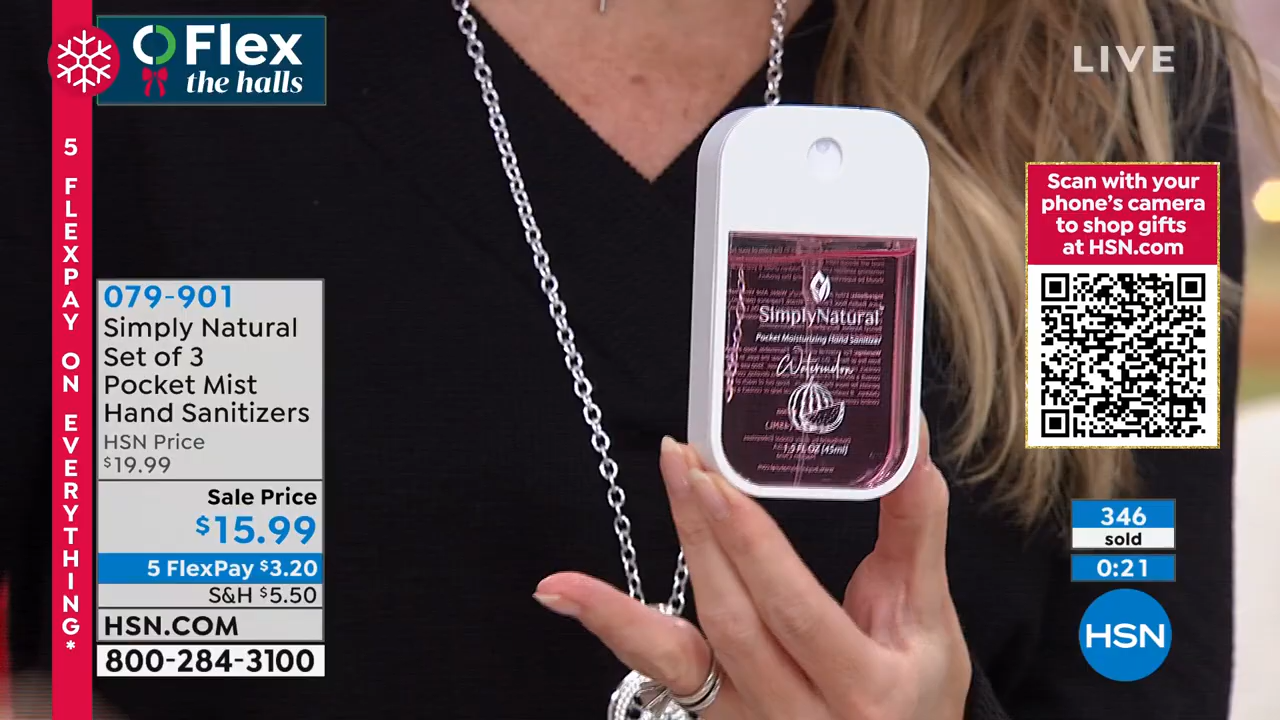 Flex
the halls
5 FLEXPAY ON EVERYTHING*
079-901
Simply Natural
Set of 3
Pocket Mist
Hand Sanitizers
HSN Price
$19.99
Sale Price
$15.99
5 FlexPay $3.20
S&H $5.50
HSN.COM
800-284-3100
SimplyNatural
Pocket Moisturizing Hand Sanitizer
Watermelon
1.5 FL OZ (45ml)
LIVE
Scan with your
phone's camera
to shop gifts
at HSN.com
346
sold
0:21
HSN